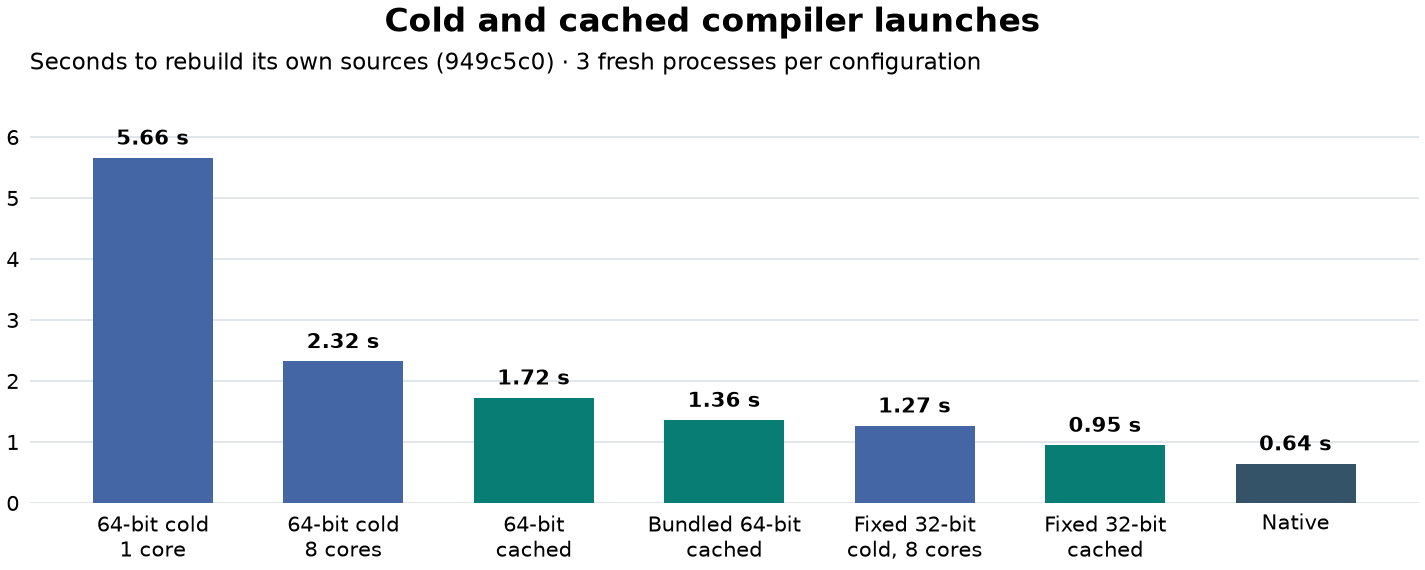 Cold and cached compiler launches
Seconds to rebuild its own sources (949c5c0) · 3 fresh processes per configuration
6
5
4
3
2
1
0
5.66 s
2.32 s
1.72 s
1.36 s
1.27 s
0.95 s
0.64 s
64-bit cold
1 core
64-bit cold
8 cores
64-bit
cached
Bundled 64-bit
cached
Fixed 32-bit
cold, 8 cores
Fixed 32-bit
cached
Native